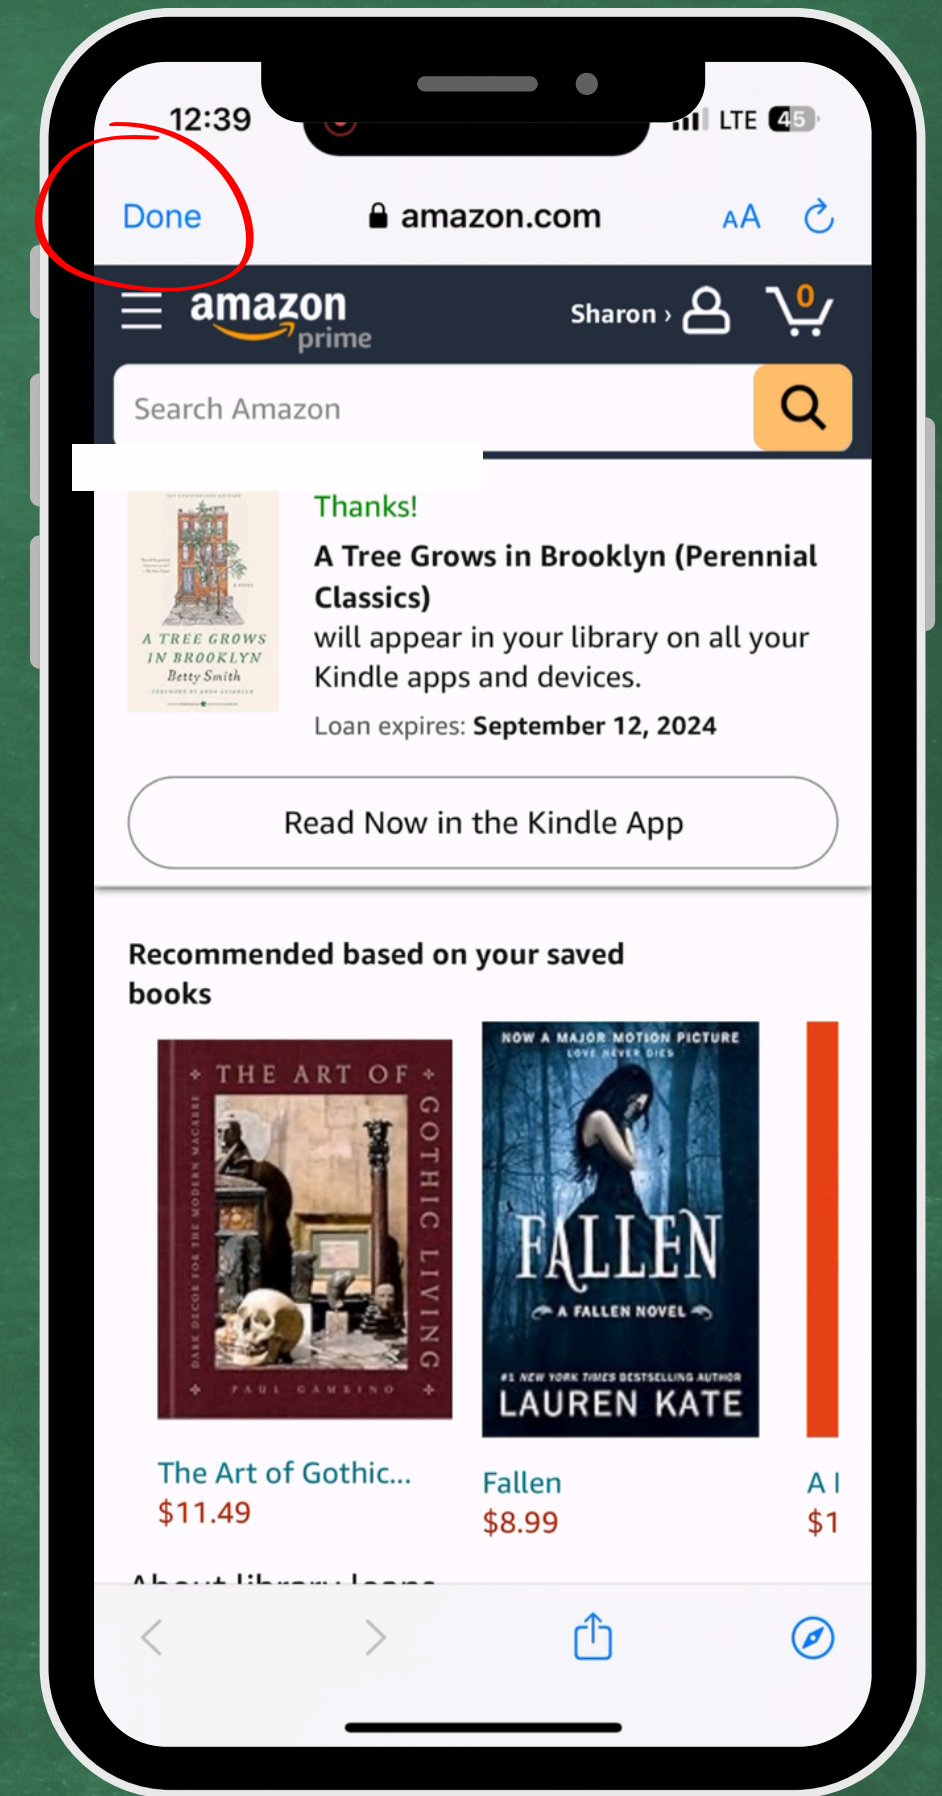 12:39
LTE 45
Done
amazon.com
AA
amazon
prime
Sharon ›
0
Search Amazon
Thanks!
A Tree Grows in Brooklyn (Perennial
Classics)
will appear in your library on all your
Kindle apps and devices.
Loan expires: September 12, 2024
A TREE GROWS
IN BROOKLYN
Betty Smith
Read Now in the Kindle App
Recommended based on your saved
books
THE ART OF
GOTHIC LIVING
DARK DECOR FOR THE MODERN MACABRE
PAUL GAMBINO
NOW A MAJOR MOTION PICTURE
LOVE NEVER DIES
FALLEN
A FALLEN NOVEL
#1 NEW YORK TIMES BESTSELLING AUTHOR
LAUREN KATE
The Art of Gothic...
$11.49
Fallen
$8.99
A
$1
About library loans